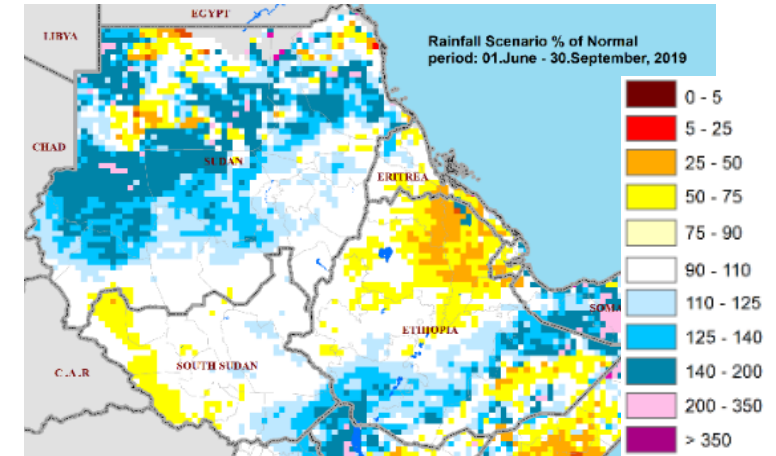 EGYPT
LIBYA
Rainfall Scenario % of Normal
period: 01.June - 30.September, 2019
0 - 5
5 - 25
CHAD
SUDAN
25 - 50
ERITREA
50 - 75
75 - 90
90 - 110
110 - 125
SOMA
ETHIOPIA
125 - 140
C.A.R
SOUTH SUDAN
140 - 200
200 - 350
> 350